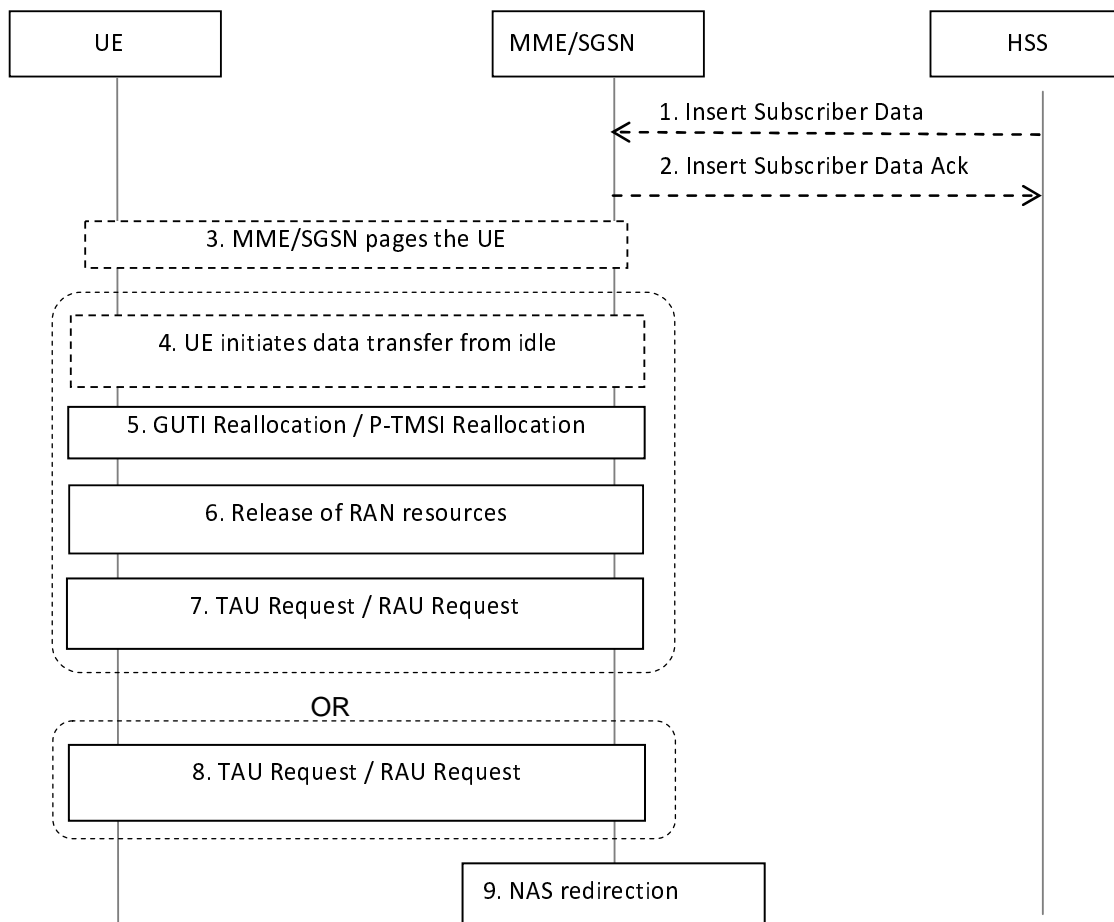 UE
MME/SGSN
HSS
1. Insert Subscriber Data
2. Insert Subscriber Data Ack
3. MME/SGSN pages the UE
4. UE initiates data transfer from idle
5. GUTI Reallocation / P-TMSI Reallocation
6. Release of RAN resources
7. TAU Request / RAU Request
OR
8. TAU Request / RAU Request
9. NAS redirection